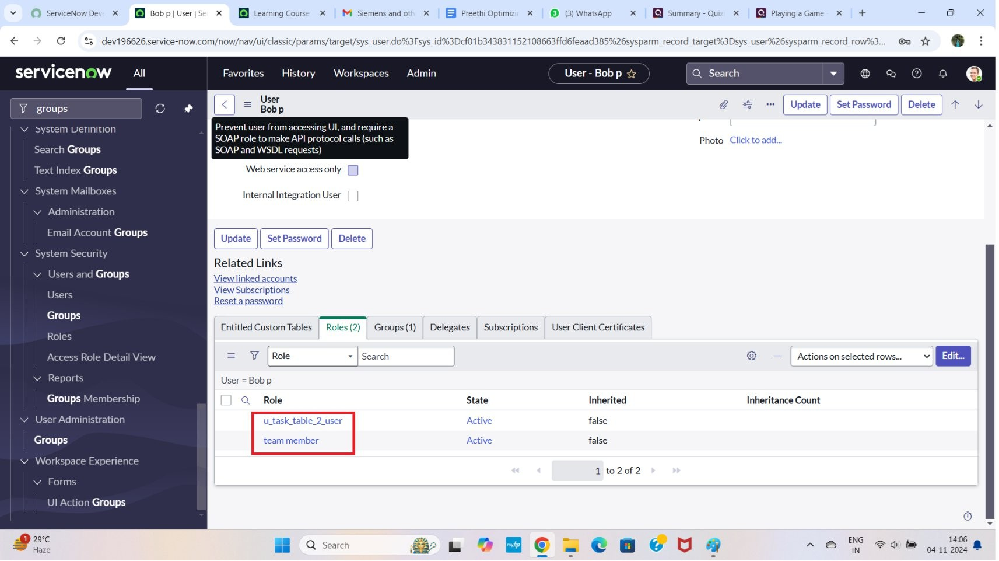 ServiceNow Deve
Bob p | User | Se
Learning Course
Siemens and oth
Preethi Optimizin
(3) WhatsApp
Summary - Quiz
Playing a Game -
dev196626.service-now.com/now/nav/ui/classic/params/target/sys_user.do%3Fsys_id%3Dcf01b343831152108663ffd6feaad385%26sysparm_record_target%3Dsys_user%26sysparm_record_row%3...
servicenow
All
Favorites
History
Workspaces
Admin
User - Bob p
Search
groups
User
Bob p
Update
Set Password
Delete
System Definition
Search Groups
Text Index Groups
System Mailboxes
Administration
Email Account Groups
System Security
Users and Groups
Users
Groups
Roles
Access Role Detail View
Reports
Groups Membership
User Administration
Groups
Workspace Experience
Forms
UI Action Groups
Prevent user from accessing UI, and require a
SOAP role to make API protocol calls (such as
SOAP and WSDL requests)
Photo Click to add...
Web service access only
Internal Integration User
Update
Set Password
Delete
Related Links
View linked accounts
View Subscriptions
Reset a password
Entitled Custom Tables
Roles (2)
Groups (1)
Delegates
Subscriptions
User Client Certificates
Role
Search
Actions on selected rows...
Edit...
User = Bob p
Role State Inherited Inheritance Count
u_task_table_2_user Active false
team member Active false
1 to 2 of 2
1
29°C
Haze
Search
myhp
ENG
IN
14:06
04-11-2024